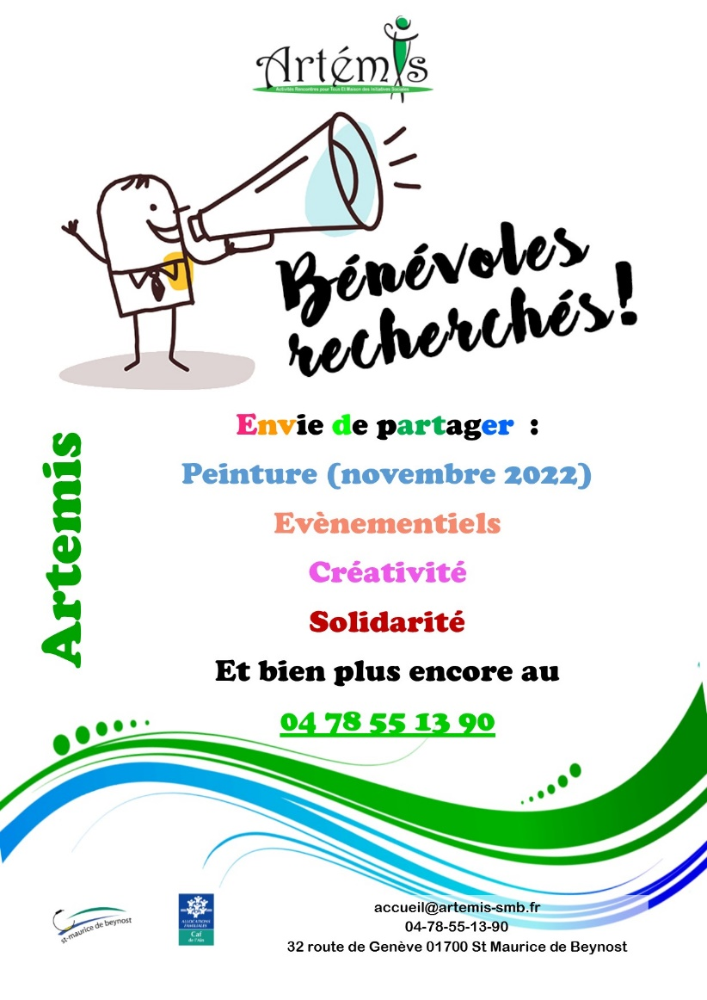 Artémis
Activités Rencontres pour Tous Et Maison des Initiatives Sociales
Bénévoles
recherchés!
Artemis
Envie de partager :
Peinture (novembre 2022)
Evènementiels
Créativité
Solidarité
Et bien plus encore au
04 78 55 13 90
st-maurice de beynost
ALLOCATIONS
FAMILIALES
Caf
de l'Ain
accueil@artemis-smb.fr
04-78-55-13-90
32 route de Genève 01700 St Maurice de Beynost